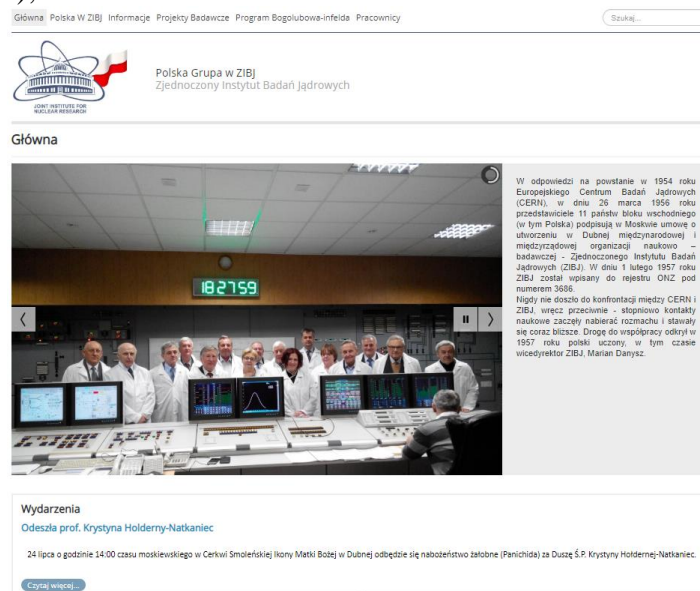 Główna Polska W ZIBJ Informacje Projekty Badawcze Program Bogolubowa-infelda Pracownicy
Szukaj...
JOINT INSTITUTE FOR
NUCLEAR RESEARCH
Polska Grupa w ZIBJ
Zjednoczony Instytut Badań Jądrowych
Główna
18:27:59
W odpowiedzi na powstanie w 1954 roku
Europejskiego Centrum Badań Jądrowych
(CERN), w dniu 26 marca 1956 roku
przedstawiciele 11 państw bloku wschodniego
(w tym Polska) podpisują w Moskwie umowę o
utworzeniu w Dubnej międzynarodowej i
międzyrządowej organizacji naukowo –
badawczej - Zjednoczonego Instytutu Badań
Jądrowych (ZIBJ). W dniu 1 lutego 1957 roku
ZIBJ został wpisany do rejestru ONZ pod
numerem 3686.
Nigdy nie doszło do konfrontacji między CERN i
ZIBJ, wręcz przeciwnie - stopniowo kontakty
naukowe zaczęły nabierać rozmachu i stawały
się coraz bliższe. Drogę do współpracy odkrył w
1957 roku polski uczony, w tym czasie
wicedyrektor ZIBJ, Marian Danysz.
Wydarzenia
Odeszła prof. Krystyna Holderny-Natkaniec
24 lipca o godzinie 14:00 czasu moskiewskiego w Cerkwi Smoleńskiej Ikony Matki Bożej w Dubnej odbędzie się nabożeństwo żałobne (Panichida) za Duszę Ś.P. Krystyny Hołdernej-Natkaniec.
Czytaj więcej...